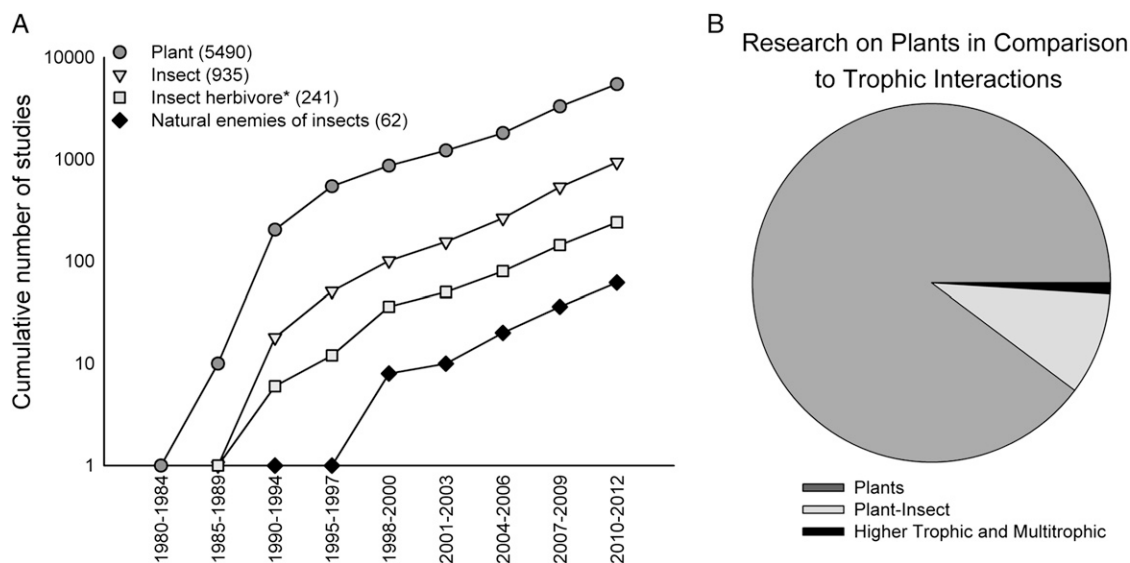 A
Plant (5490)
Insect (935)
Insect herbivore* (241)
Natural enemies of insects (62)
Cumulative number of studies
10000
1000
100
10
1
1980-1984
1985-1989
1990-1994
1995-1997
1998-2000
2001-2003
2004-2006
2007-2009
2010-2012
B
Research on Plants in Comparison
to Trophic Interactions
Plants
Plant-Insect
Higher Trophic and Multitrophic